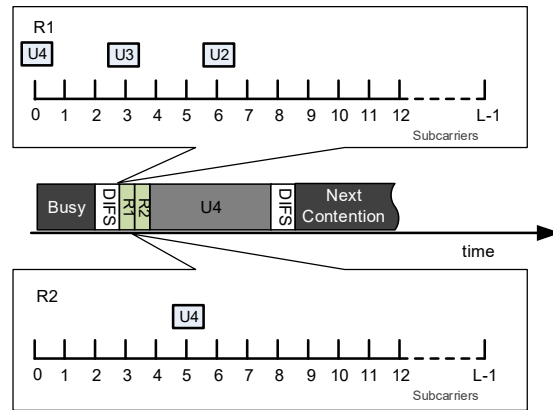 R1
U4 U3 U2
0 1 2 3 4 5 6 7 8 9 10 11 12 L-1
Subcarriers
Busy DIFS R1 R2 U4 DIFS Next
Contention
time
R2
U4
0 1 2 3 4 5 6 7 8 9 10 11 12 L-1
Subcarriers